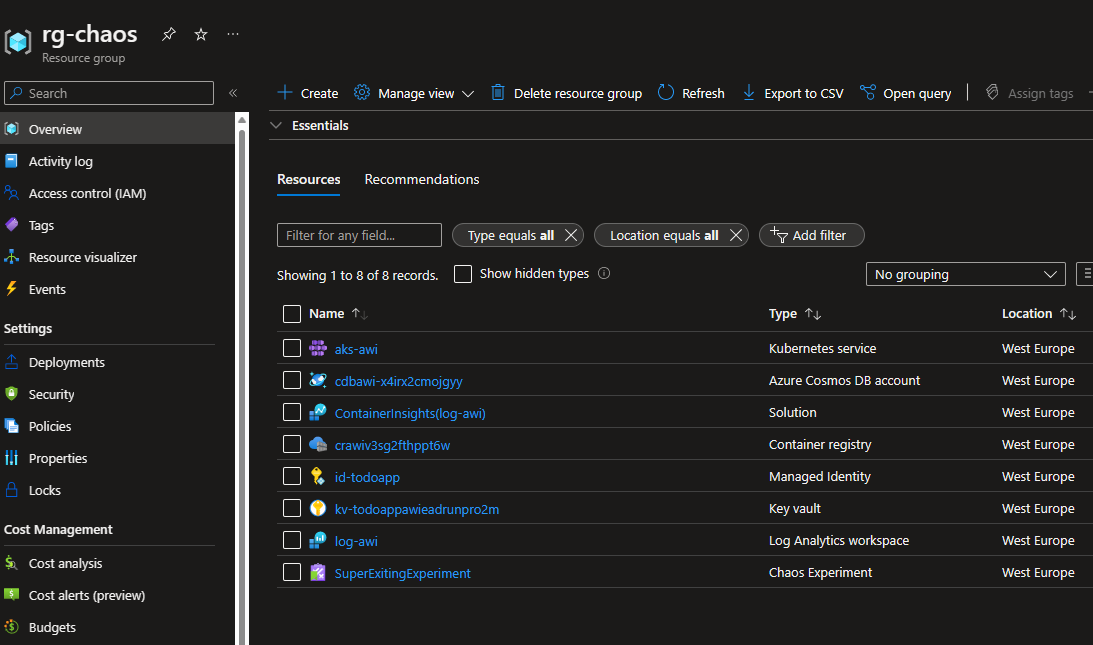 rg-chaos
Resource group
Search
Overview
Activity log
Access control (IAM)
Tags
Resource visualizer
Events
Settings
Deployments
Security
Policies
Properties
Locks
Cost Management
Cost analysis
Cost alerts (preview)
Budgets
Create Manage view Delete resource group Refresh Export to CSV Open query Assign tags
Essentials
Resources Recommendations
Filter for any field... Type equals all Location equals all Add filter
Showing 1 to 8 of 8 records. Show hidden types No grouping
Name Type Location
aks-awi Kubernetes service West Europe
cdbawi-x4irx2cmojgyy Azure Cosmos DB account West Europe
ContainerInsights(log-awi) Solution West Europe
crawiv3sg2fthppt6w Container registry West Europe
id-todoapp Managed Identity West Europe
kv-todoappawieadrunpro2m Key vault West Europe
log-awi Log Analytics workspace West Europe
SuperExitingExperiment Chaos Experiment West Europe